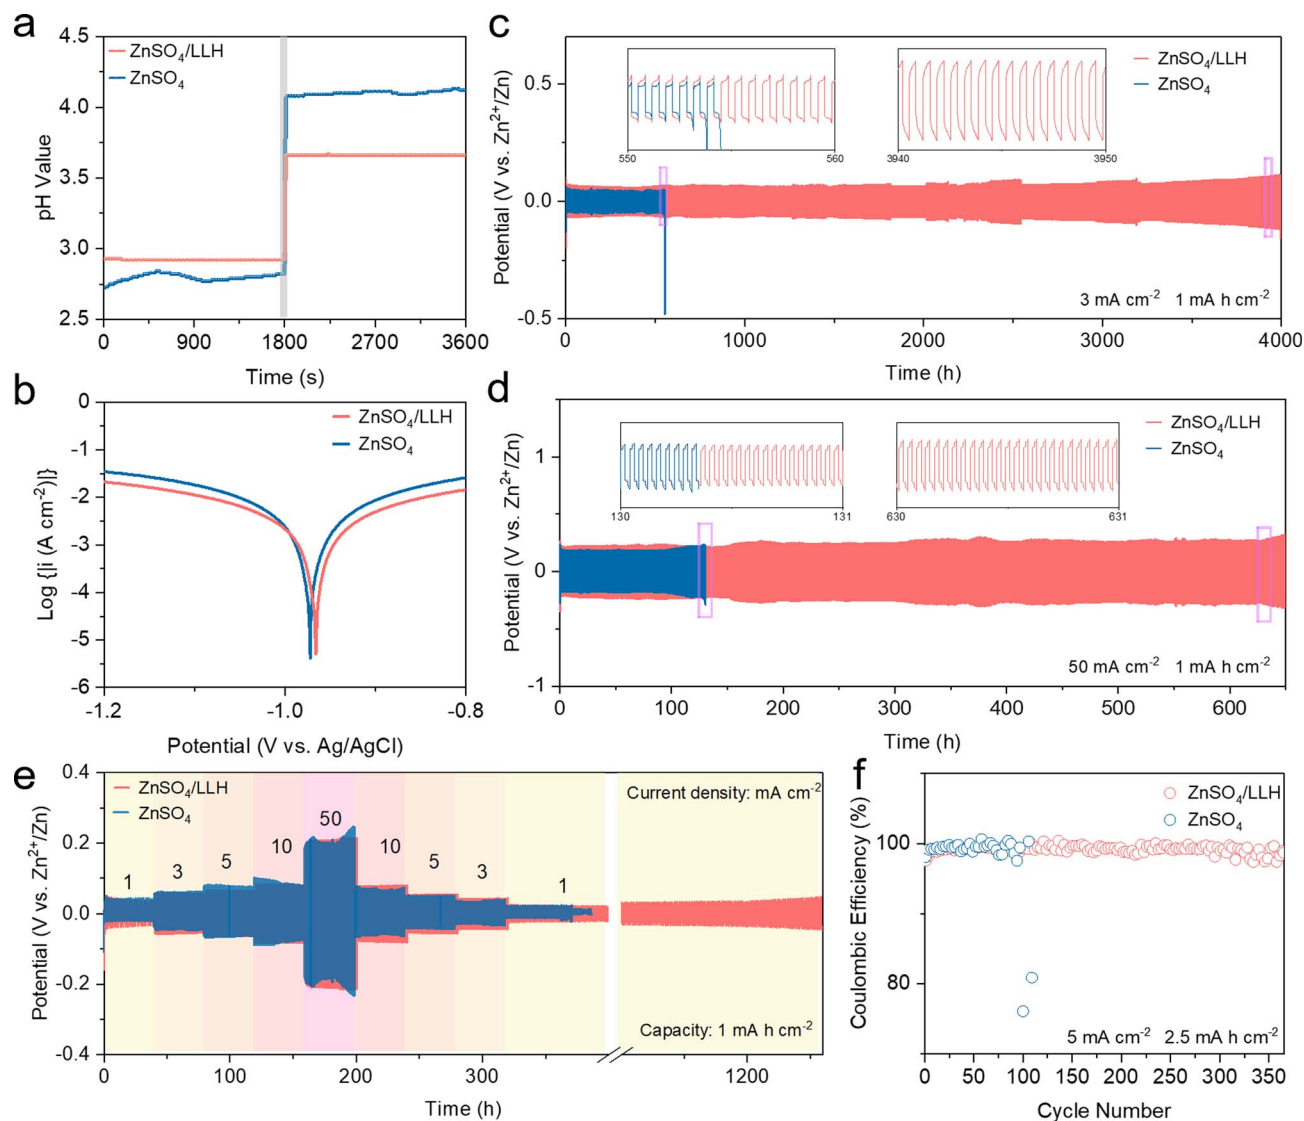 a
4.5
4.0
3.5
3.0
2.5
pH Value
ZnSO₄/LLH
ZnSO₄
0
900
1800
2700
3600
Time (s)
b
0
-1
-2
-3
-4
-5
-6
Log {|i (A cm⁻²)|}
ZnSO₄/LLH
ZnSO₄
-1.2
-1.0
-0.8
Potential (V vs. Ag/AgCl)
c
0.5
0.0
-0.5
Potential (V vs. Zn²⁺/Zn)
550
560
3940
3950
ZnSO₄/LLH
ZnSO₄
3 mA cm⁻² 1 mA h cm⁻²
0
1000
2000
3000
4000
Time (h)
d
1
0
-1
Potential (V vs. Zn²⁺/Zn)
130
131
630
631
ZnSO₄/LLH
ZnSO₄
50 mA cm⁻² 1 mA h cm⁻²
0
100
200
300
400
500
600
Time (h)
e
0.4
0.2
0.0
-0.2
-0.4
Potential (V vs. Zn²⁺/Zn)
ZnSO₄/LLH
ZnSO₄
Current density: mA cm⁻²
1
3
5
10
50
10
5
3
1
Capacity: 1 mA h cm⁻²
0
100
200
300
1200
Time (h)
f
100
80
Coulombic Efficiency (%)
ZnSO₄/LLH
ZnSO₄
5 mA cm⁻² 2.5 mA h cm⁻²
0
50
100
150
200
250
300
350
Cycle Number